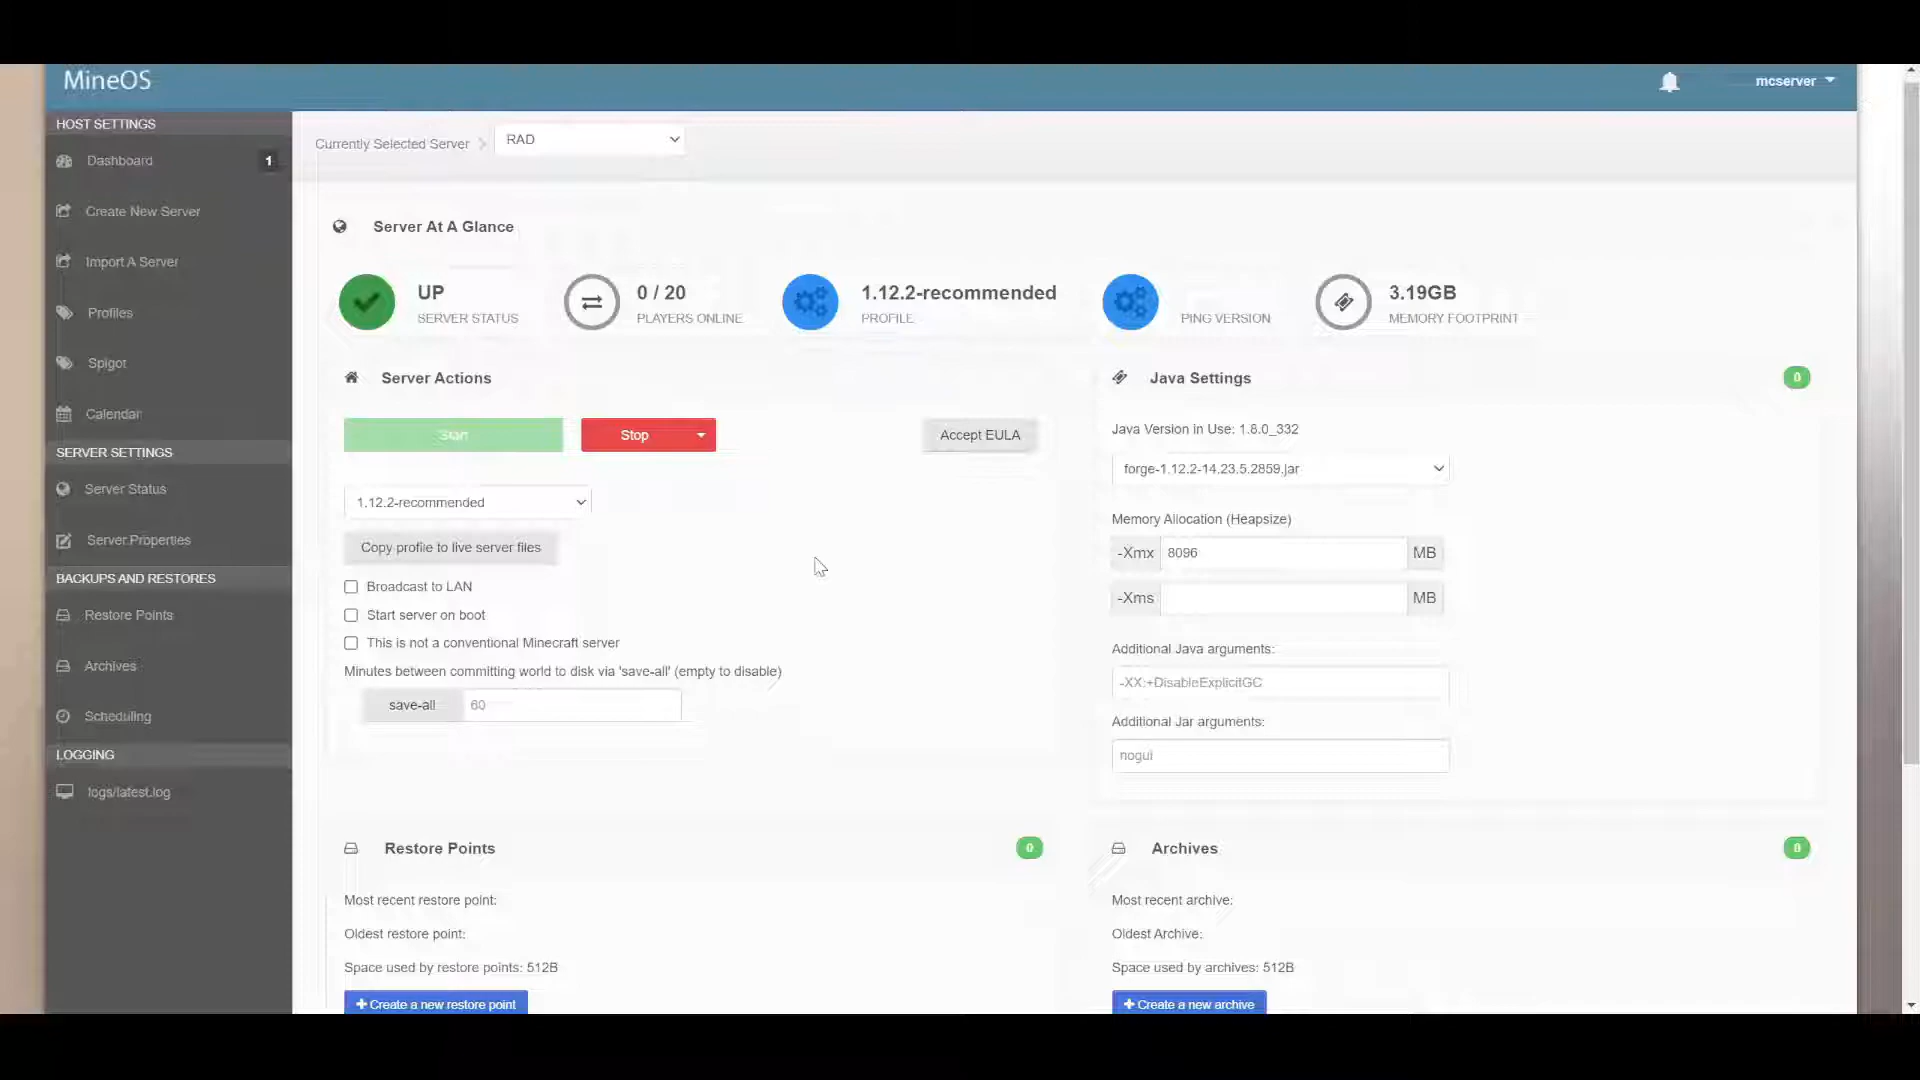 MineOS
mcserver
HOST SETTINGS
Dashboard
1
Create New Server
Import A Server
Profiles
Spigot
Calendar
SERVER SETTINGS
Server Status
Server Properties
BACKUPS AND RESTORES
Restore Points
Archives
Scheduling
LOGGING
logs/latest.log
Currently Selected Server
RAD
Server At A Glance
UP
SERVER STATUS
0 / 20
PLAYERS ONLINE
1.12.2-recommended
PROFILE
PING VERSION
3.19GB
MEMORY FOOTPRINT
Server Actions
Start
Stop
Accept EULA
1.12.2-recommended
Copy profile to live server files
Broadcast to LAN
Start server on boot
This is not a conventional Minecraft server
Minutes between committing world to disk via 'save-all' (empty to disable)
save-all
60
Java Settings
0
Java Version in Use: 1.8.0_332
forge-1.12.2-14.23.5.2859.jar
Memory Allocation (Heapsize)
-Xmx 8096 MB
-Xms MB
Additional Java arguments:
-XX:+DisableExplicitGC
Additional Jar arguments:
nogui
Restore Points
0
Most recent restore point:
Oldest restore point:
Space used by restore points: 512B
Create a new restore point
Archives
0
Most recent archive:
Oldest Archive:
Space used by archives: 512B
Create a new archive